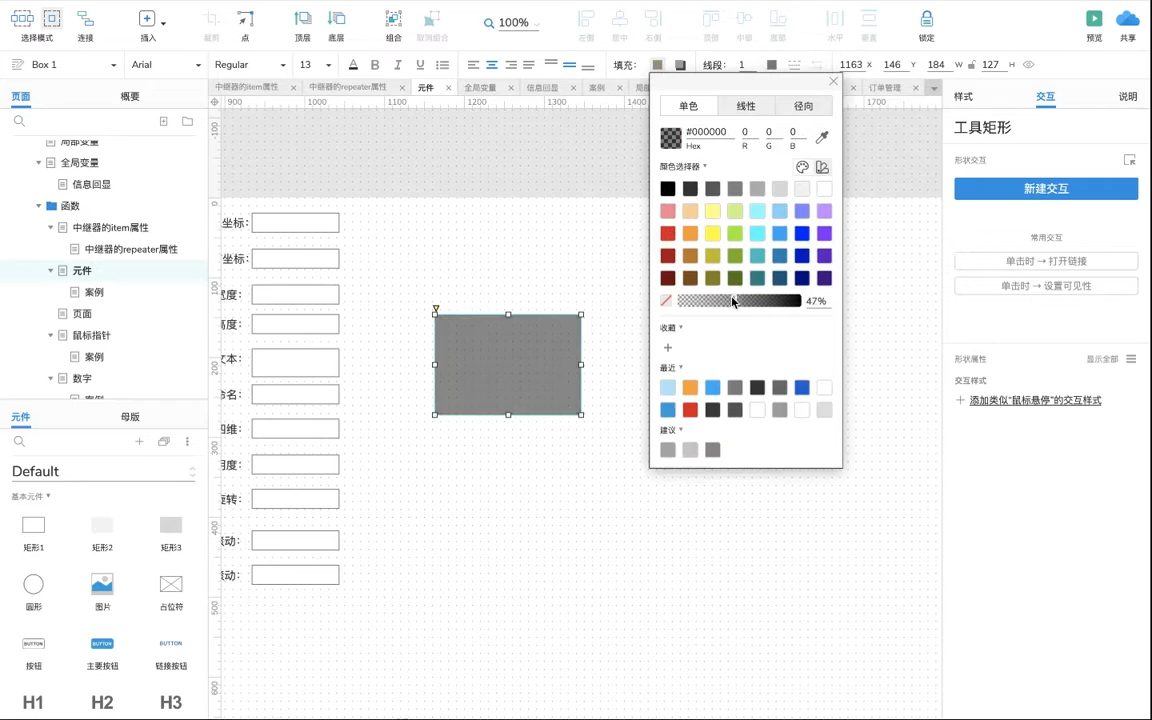 100%
选择模式
连接
插入
裁剪
点
顶层
底层
组合
取消组合
左侧
居中
右侧
顶部
中部
底部
水平
垂直
锁定
预览
共享
Box 1
Arial
Regular
13
填充:
线段:
1
1163 X
146 Y
184 W
127 H
页面
概要
中继器的item属性
中继器的repeater属性
元件
全局变量
信息回显
案例
订单管理
样式
交互
说明
900
1000
1100
1200
1300
1400
1700
-100
0
100
200
300
400
500
600
局部变量
全局变量
信息回显
函数
中继器的item属性
中继器的repeater属性
元件
案例
页面
鼠标指针
案例
数字
元件
母版
Default
基本元件
矩形1
矩形2
矩形3
圆形
图片
占位符
BUTTON
BUTTON
BUTTON
按钮
主要按钮
链接按钮
H1
H2
H3
坐标:
坐标:
高度:
文本:
动:
动:
单色
线性
径向
#000000
0
0
0
Hex
R
G
B
颜色选择器
47%
收藏
最近
建议
工具矩形
形状交互
新建交互
常用交互
单击时 → 打开链接
单击时 → 设置可见性
形状属性
显示全部
交互样式
添加类似"鼠标悬停"的交互样式